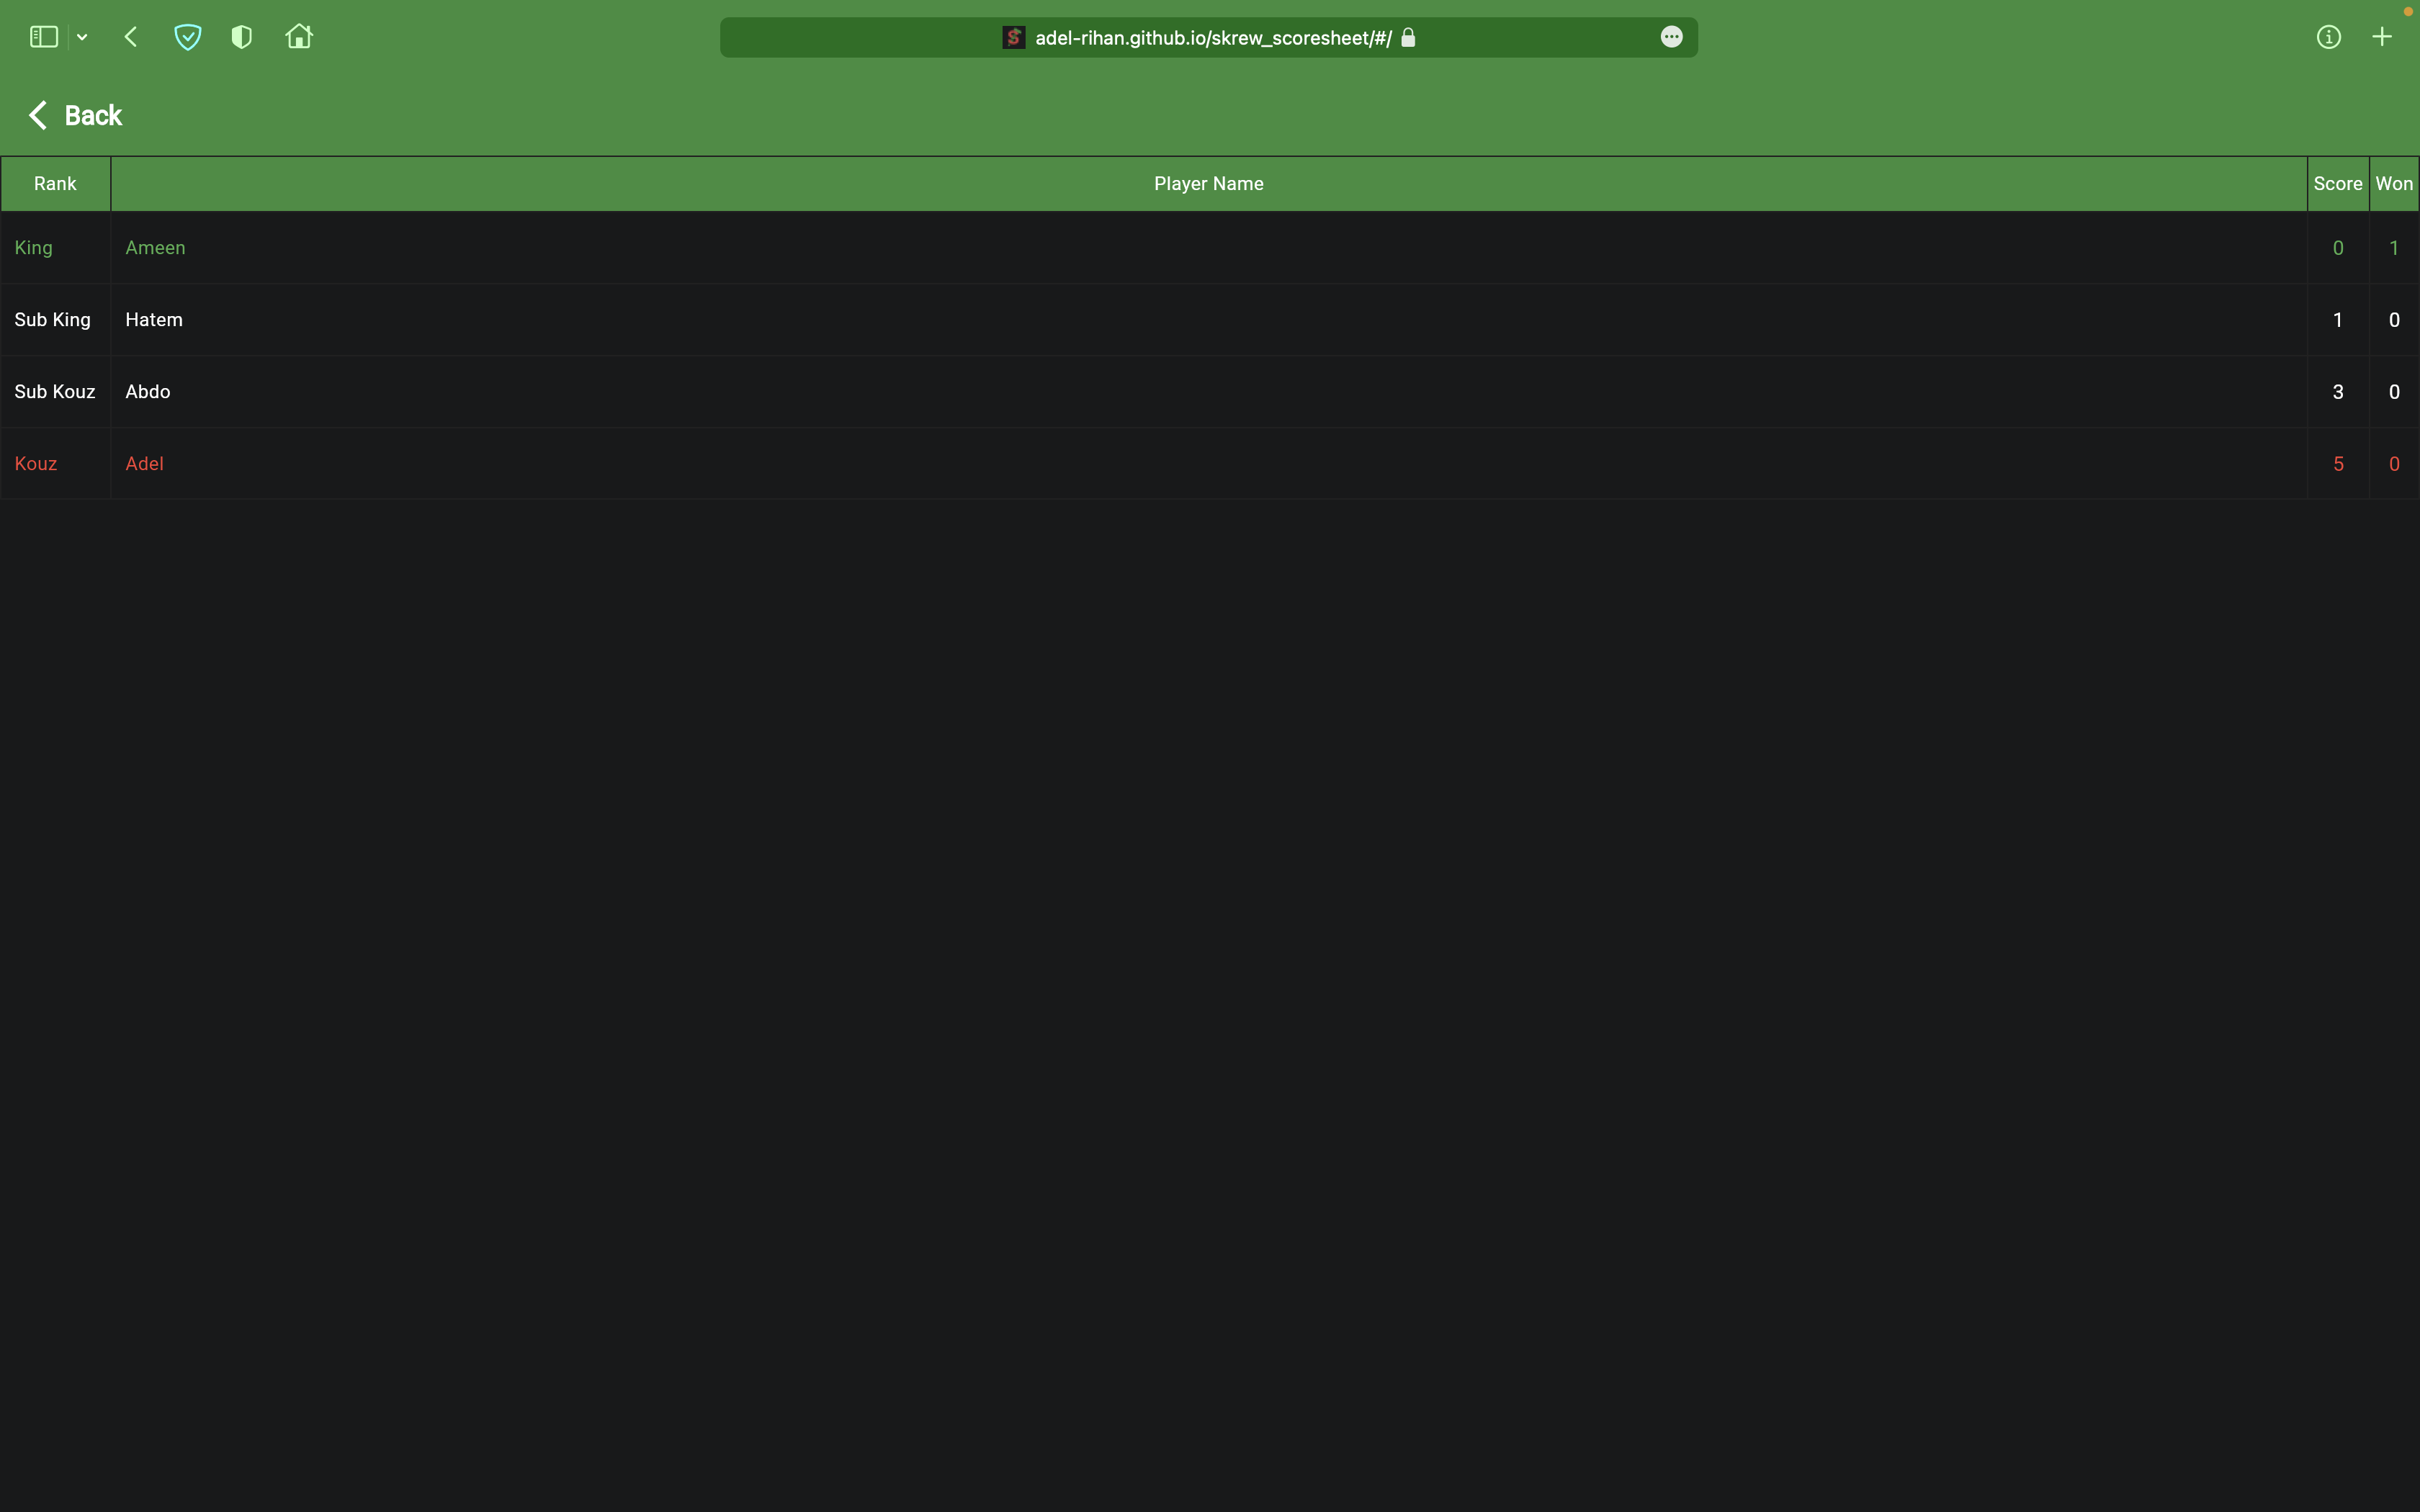 adel-rihan.github.io/skrew_scoresheet/#/
Back
Rank Player Name Score Won
King Ameen 0 1
Sub King Hatem 1 0
Sub Kouz Abdo 3 0
Kouz Adel 5 0